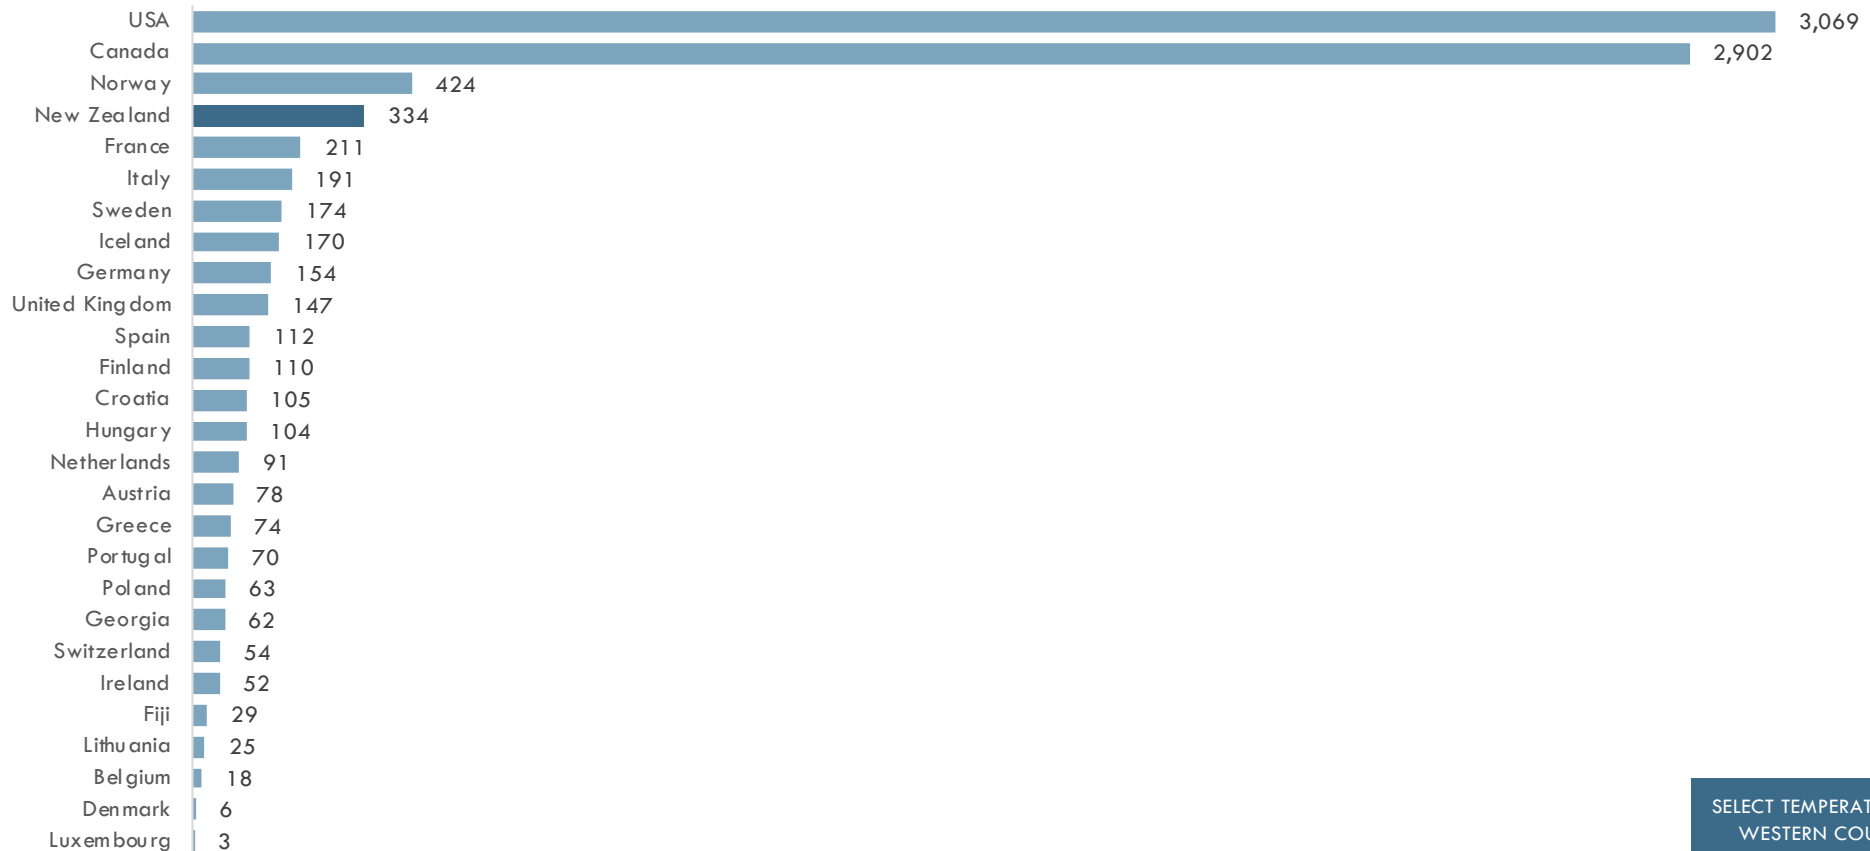 USA 3,069
Canada 2,902
Norway 424
New Zealand 334
France 211
Italy 191
Sweden 174
Iceland 170
Germany 154
United Kingdom 147
Spain 112
Finland 110
Croatia 105
Hungary 104
Netherlands 91
Austria 78
Greece 74
Portugal 70
Poland 63
Georgia 62
Switzerland 54
Ireland 52
Fiji 29
Lithuania 25
Belgium 18
Denmark 6
Luxembourg 3
SELECT TEMPERAT
WESTERN COU